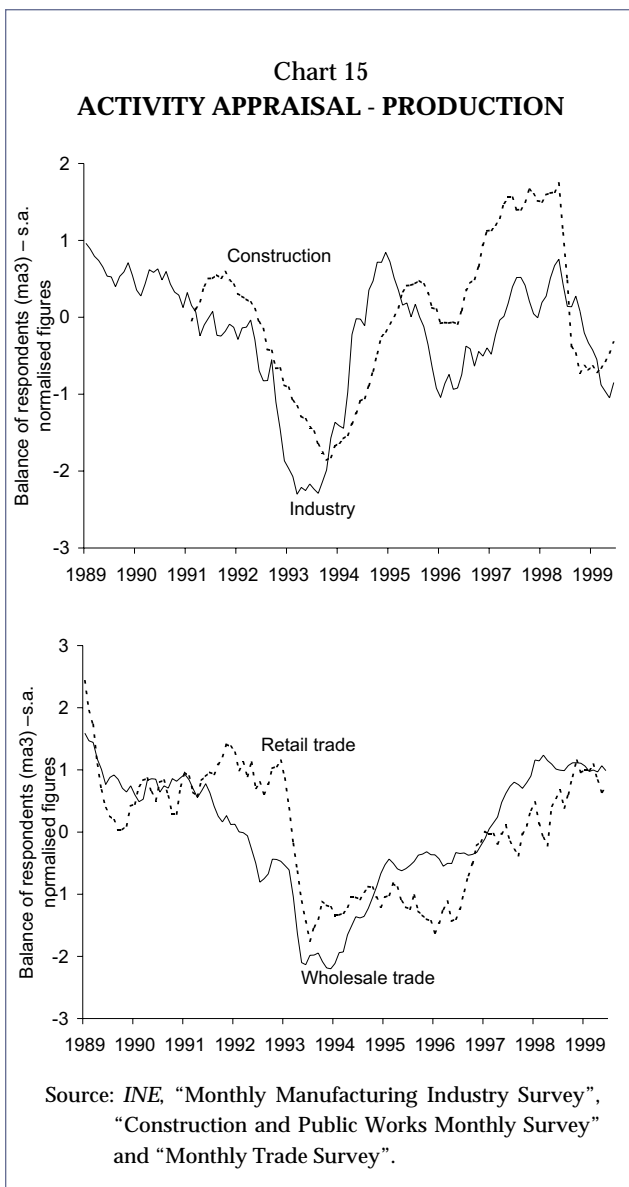 Chart 15
ACTIVITY APPRAISAL - PRODUCTION
Balance of respondents (ma3) – s.a.
normalised figures
2
1
0
-1
-2
-3
Construction
Industry
1989 1990 1991 1992 1993 1994 1995 1996 1997 1998 1999
Balance of respondents (ma3) –s.a.
normalised figures
3
2
1
0
-1
-2
-3
Retail trade
Wholesale trade
1989 1990 1991 1992 1993 1994 1995 1996 1997 1998 1999
Source: INE, “Monthly Manufacturing Industry Survey”,
“Construction and Public Works Monthly Survey”
and “Monthly Trade Survey”.